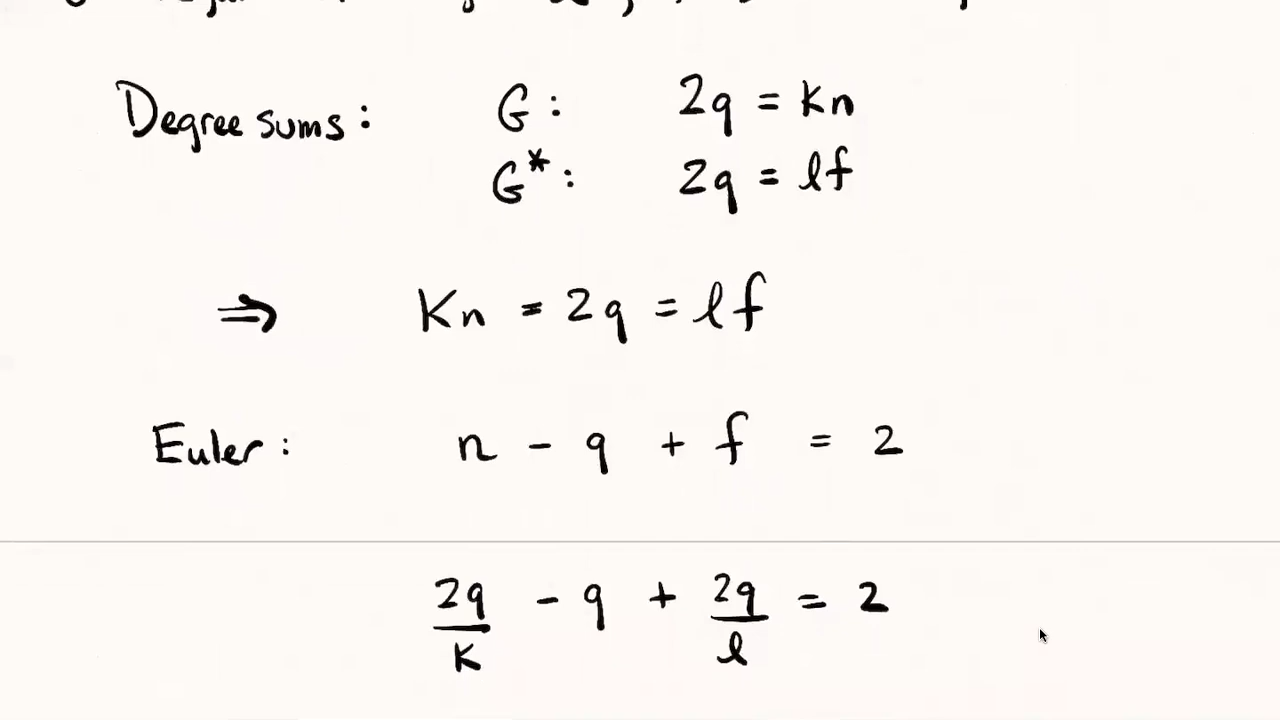 Degree sums: G: 2q = kn
G*: 2q = lf
⇒ Kn = 2q = lf
Euler: n - q + f = 2
2q/k - q + 2q/l = 2